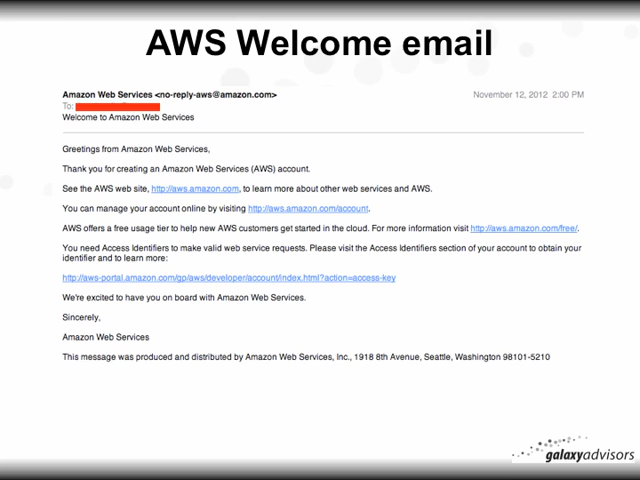 AWS Welcome email
Amazon Web Services <no-reply-aws@amazon.com>
November 12, 2012 2:00 PM
To:
Welcome to Amazon Web Services
Greetings from Amazon Web Services,
Thank you for creating an Amazon Web Services (AWS) account.
See the AWS web site, http://aws.amazon.com, to learn more about other web services and AWS.
You can manage your account online by visiting http://aws.amazon.com/account.
AWS offers a free usage tier to help new AWS customers get started in the cloud. For more information visit http://aws.amazon.com/free/.
You need Access Identifiers to make valid web service requests. Please visit the Access Identifiers section of your account to obtain your
identifier and to learn more:
http://aws-portal.amazon.com/gp/aws/developer/account/index.html?action=access-key
We're excited to have you on board with Amazon Web Services.
Sincerely,
Amazon Web Services
This message was produced and distributed by Amazon Web Services, Inc., 1918 8th Avenue, Seattle, Washington 98101-5210
galaxyadvisors